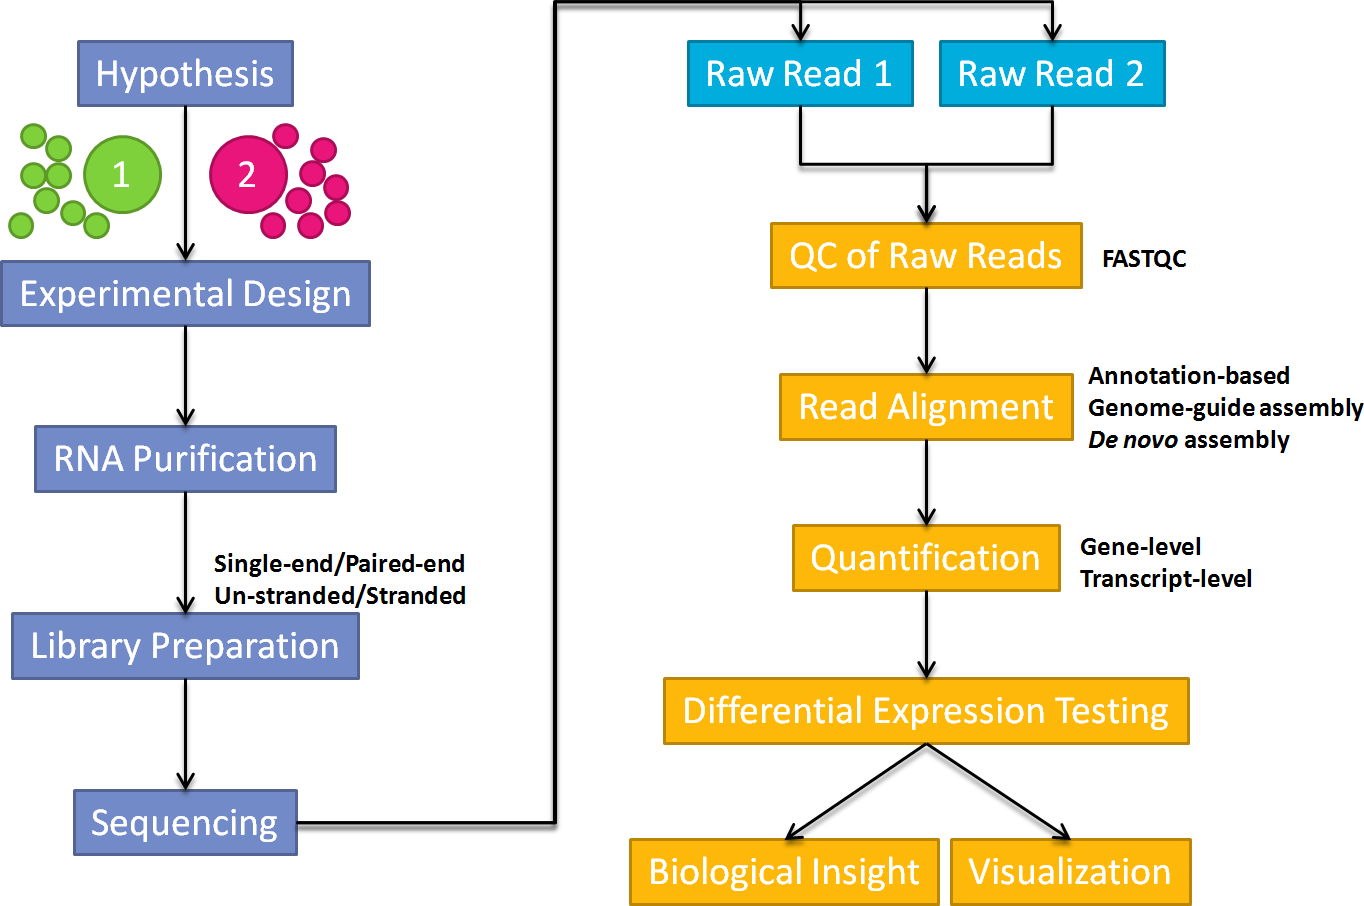 Hypothesis
1
2
Experimental Design
RNA Purification
Single-end/Paired-end
Un-stranded/Stranded
Library Preparation
Sequencing
Raw Read 1
Raw Read 2
QC of Raw Reads
FASTQC
Read Alignment
Annotation-based
Genome-guide assembly
De novo assembly
Quantification
Gene-level
Transcript-level
Differential Expression Testing
Biological Insight
Visualization